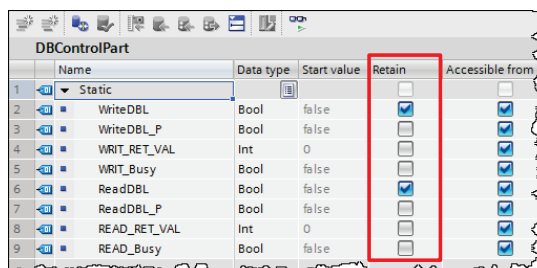 DBControlPart
Name Data type Start value Retain Accessible from
1 Static
2 WriteDBL Bool false
3 WriteDBL_P Bool false
4 WRIT_RET_VAL Int 0
5 WRIT_Busy Bool false
6 ReadDBL Bool false
7 ReadDBL_P Bool false
8 READ_RET_VAL Int 0
9 READ_Busy Bool false